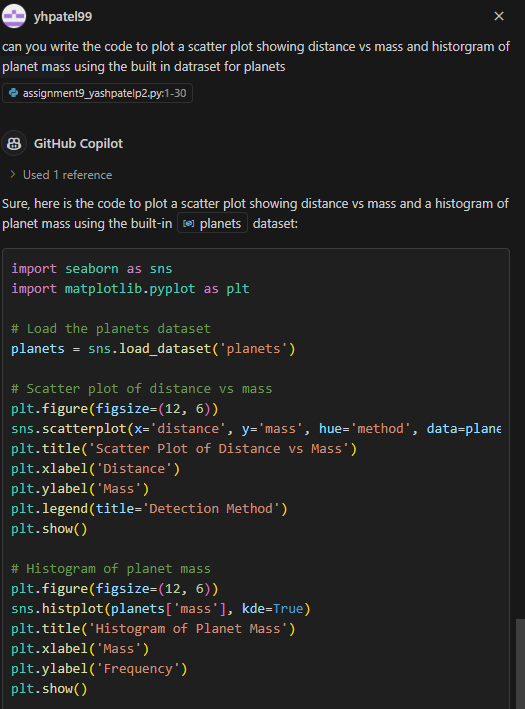 yhpatel99
can you write the code to plot a scatter plot showing distance vs mass and historgram of
planet mass using the built in datraset for planets
assignment9_yashpatelp2.py:1-30
GitHub Copilot
Used 1 reference
Sure, here is the code to plot a scatter plot showing distance vs mass and a histogram of
planet mass using the built-in planets dataset:
import seaborn as sns
import matplotlib.pyplot as plt
# Load the planets dataset
planets = sns.load_dataset('planets')
# Scatter plot of distance vs mass
plt.figure(figsize=(12, 6))
sns.scatterplot(x='distance', y='mass', hue='method', data=plane
plt.title('Scatter Plot of Distance vs Mass')
plt.xlabel('Distance')
plt.ylabel('Mass')
plt.legend(title='Detection Method')
plt.show()
# Histogram of planet mass
plt.figure(figsize=(12, 6))
sns.histplot(planets['mass'], kde=True)
plt.title('Histogram of Planet Mass')
plt.xlabel('Mass')
plt.ylabel('Frequency')
plt.show()